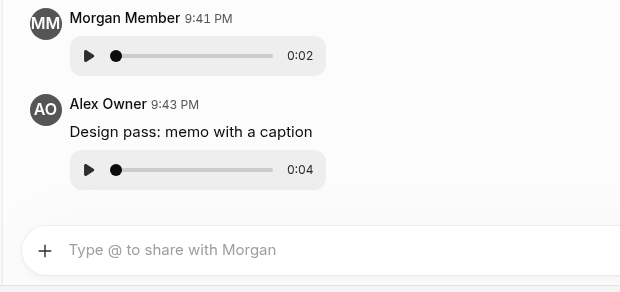 MM Morgan Member 9:41 PM
0:02
AO Alex Owner 9:43 PM
Design pass: memo with a caption
0:04
Type @ to share with Morgan